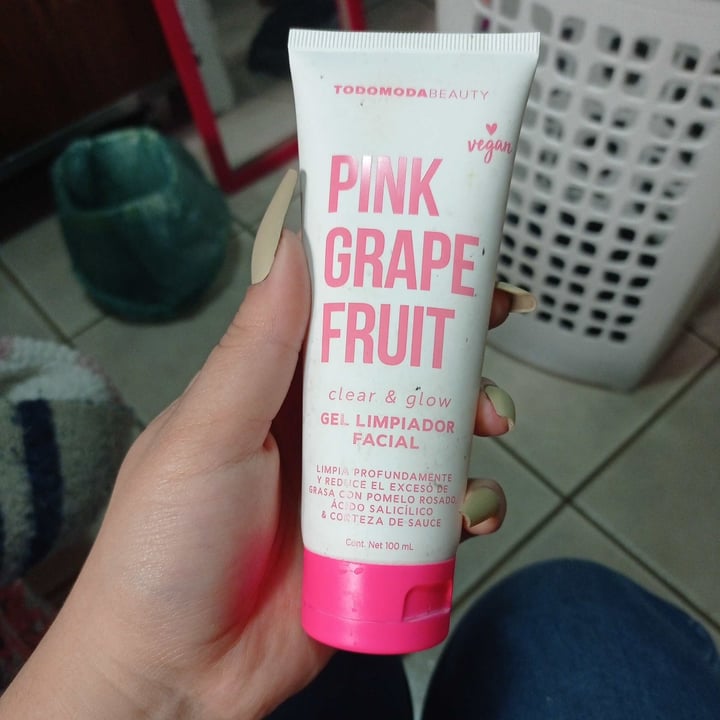 TODOMODABEAUTY
vegan
PINK
GRAPE
FRUIT
clear & glow
GEL LIMPIADOR
FACIAL
LIMPIA PROFUNDAMENTE
Y REDUCE EL EXCESO DE
GRASA CON POMELO ROSADO,
ÁCIDO SALICÍLICO
& CORTEZA DE SAUCE
Cont. Net 100 mL